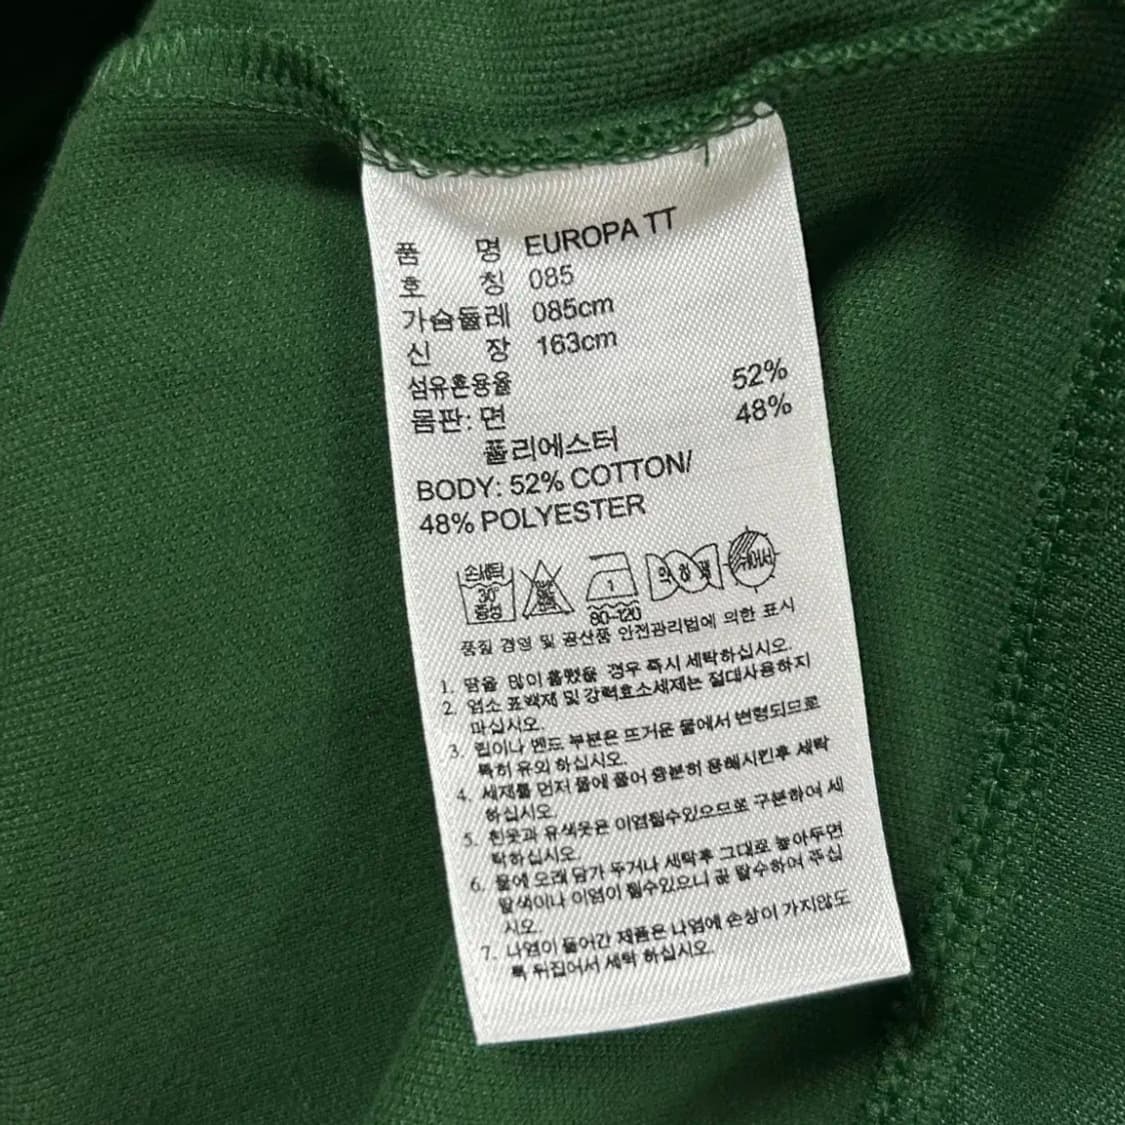 품 명 EUROPA TT
호 칭 085
가슴둘레 085cm
신 장 163cm
섬유혼용율
몸판: 면 52%
폴리에스터 48%
BODY: 52% COTTON/
48% POLYESTER
손세탁
30°
중성
1
80~120
약하게
뉘어서
품질 경영 및 공산품 안전관리법에 의한 표시
1. 땀을 많이 흘렸을 경우 즉시 세탁하십시오.
2. 염소 표백제 및 강력효소세제는 절대사용하지
마십시오.
3. 립이나 밴드 부분은 뜨거운 물에서 변형되므로
특히 유의 하십시오.
4. 세제를 먼저 물에 풀어 충분히 용해시킨후 세탁
하십시오.
5. 흰옷과 유색옷은 이염될수있으므로 구분하여 세
탁하십시오.
6. 물에 오래 담가 두거나 세탁후 그대로 놓아두면
탈색이나 이염이 될수있으니 곧 탈수하여 주십
시오.
7. 나염이 들어간 제품은 나염에 손상이 가지않도
록 뒤집어서 세탁 하십시오.